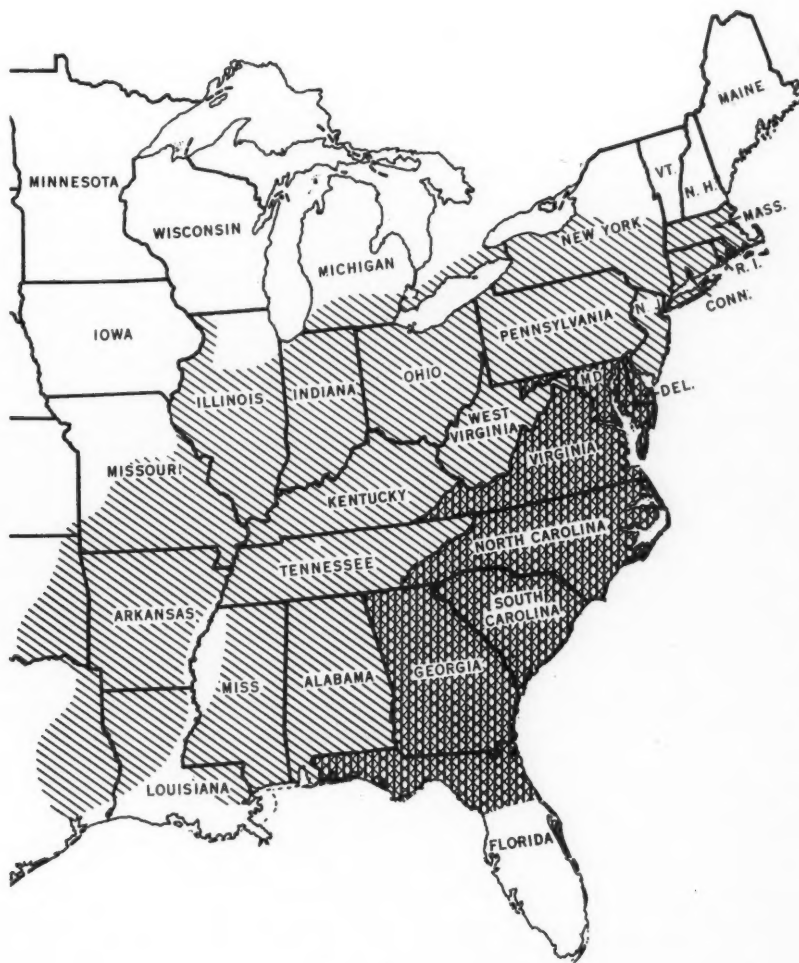 MAINE
VT.
N. H.
MINNESOTA
WISCONSIN
MICHIGAN
NEW YORK
MASS.
R. I.
CONN.
IOWA
PENNSYLVANIA
N. J.
ILLINOIS
INDIANA
OHIO
MD.
DEL.
WEST
VIRGINIA
VIRGINIA
MISSOURI
KENTUCKY
NORTH CAROLINA
TENNESSEE
SOUTH
CAROLINA
ARKANSAS
MISS
ALABAMA
GEORGIA
LOUISIANA
FLORIDA